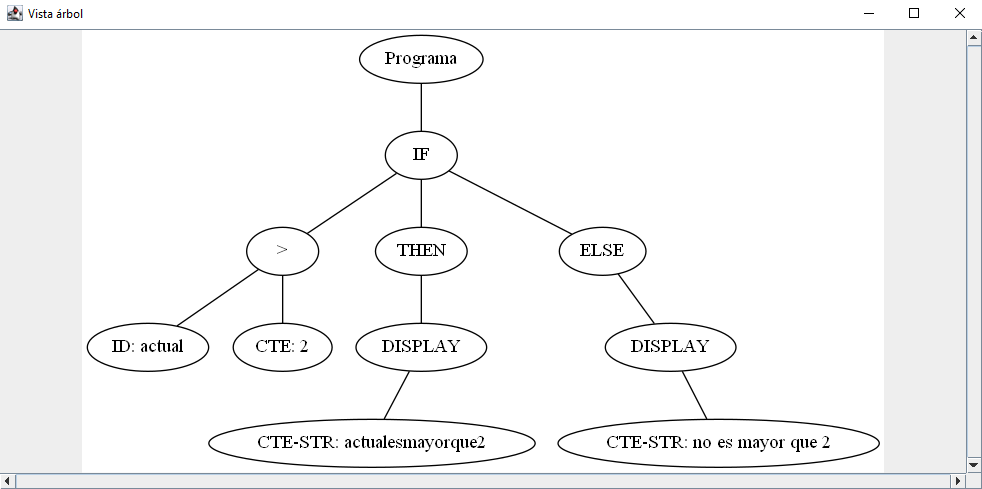 Vista árbol
Programa
IF
>
THEN
ELSE
ID: actual
CTE: 2
DISPLAY
DISPLAY
CTE-STR: actualesmayorque2
CTE-STR: no es mayor que 2